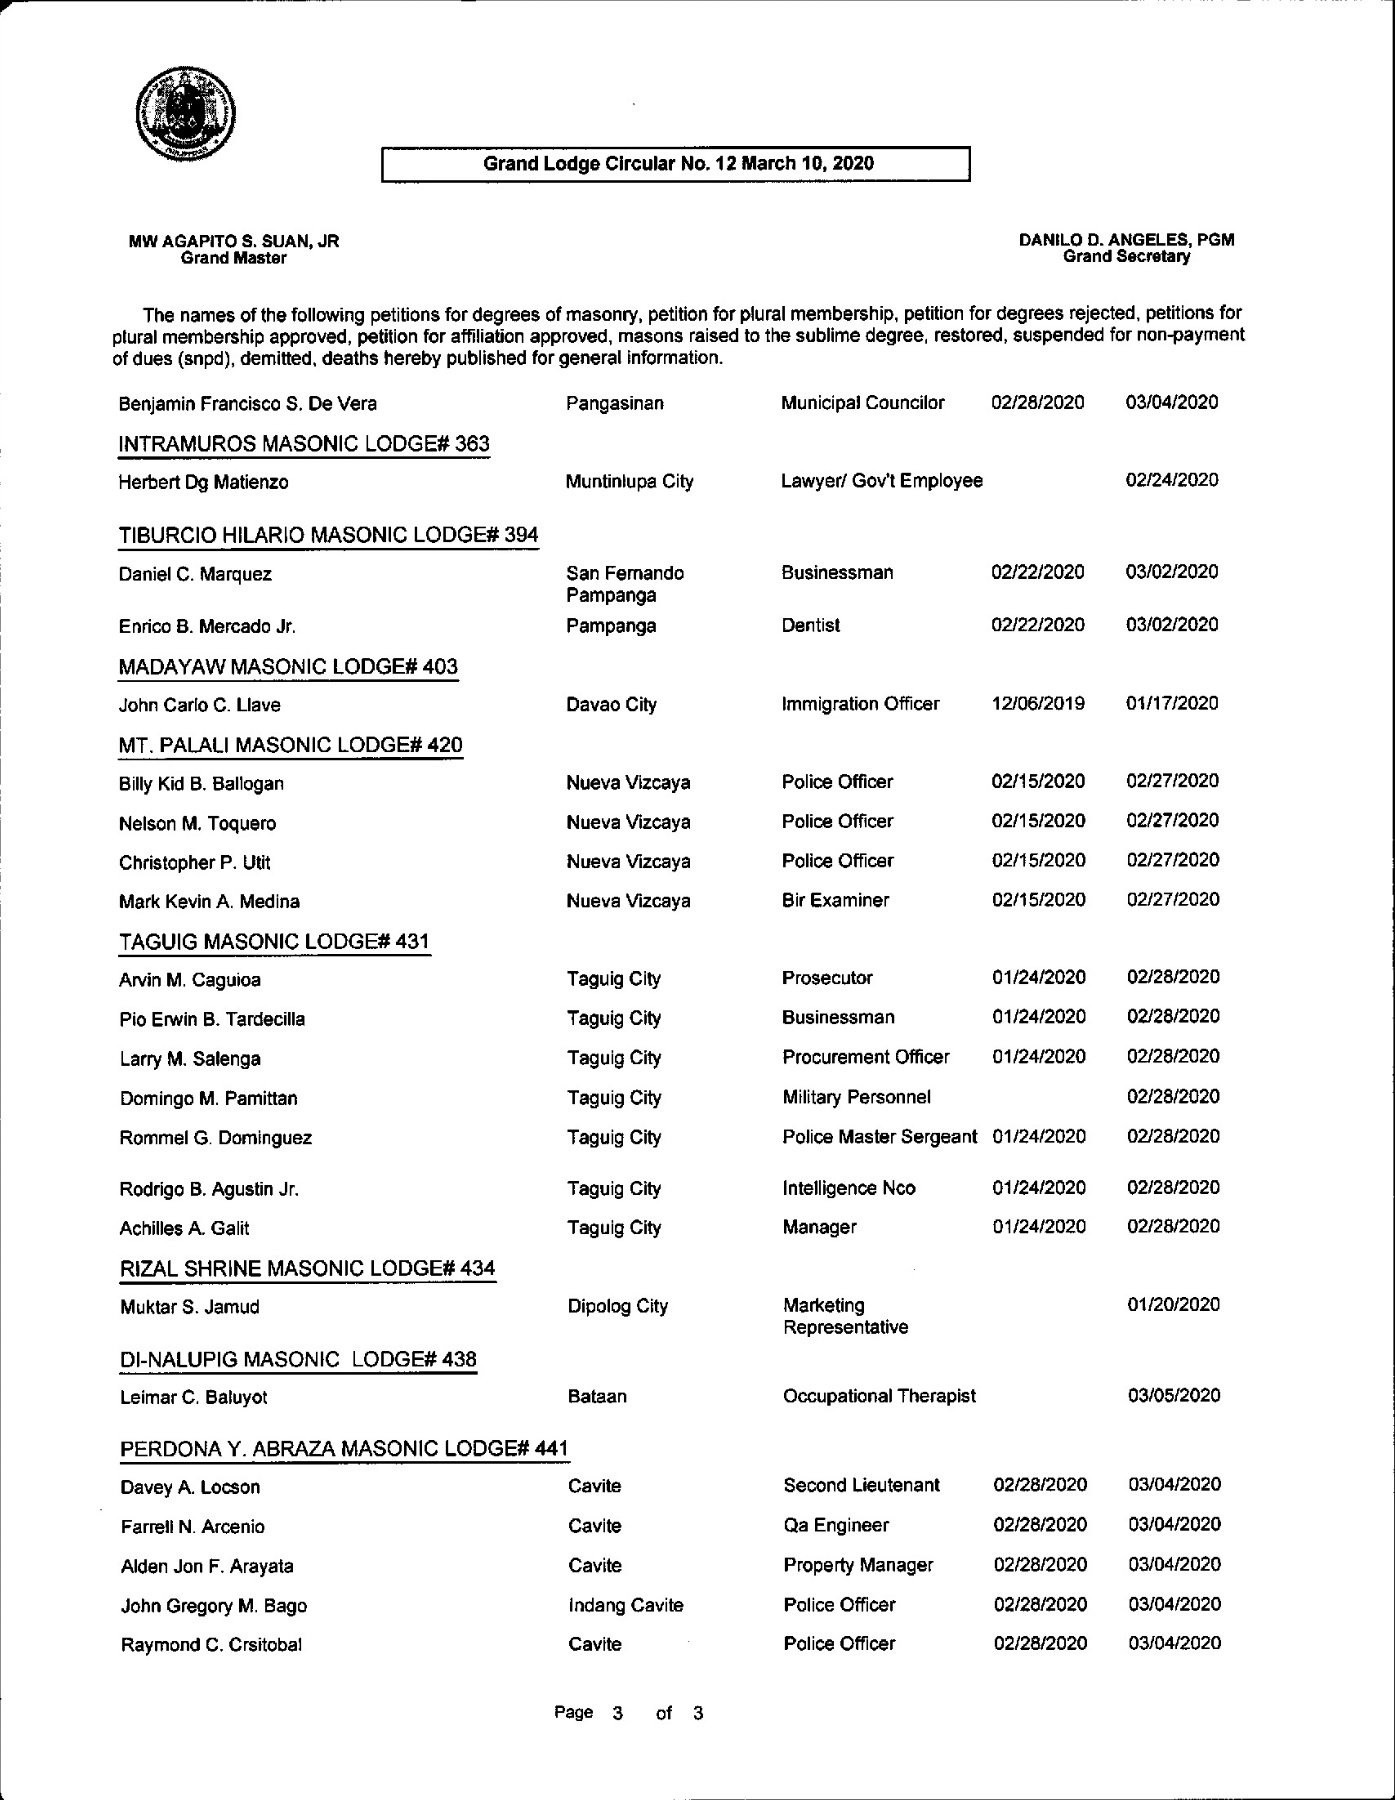 Grand Lodge Circular No. 12 March 10, 2020
MW AGAPITO S. SUAN, JR
Grand Master
DANILO D. ANGELES, PGM
Grand Secretary
The names of the following petitions for degrees of masonry, petition for plural membership, petition for degrees rejected, petitions for
plural membership approved, petition for affiliation approved, masons raised to the sublime degree, restored, suspended for non-payment
of dues (snpd), demitted, deaths hereby published for general information.
Benjamin Francisco S. De Vera Pangasinan Municipal Councilor 02/28/2020 03/04/2020
INTRAMUROS MASONIC LODGE# 363
Herbert Dg Matienzo Muntinlupa City Lawyer/ Gov't Employee 02/24/2020
TIBURCIO HILARIO MASONIC LODGE# 394
Daniel C. Marquez San Fernando Businessman 02/22/2020 03/02/2020
Pampanga
Enrico B. Mercado Jr. Pampanga Dentist 02/22/2020 03/02/2020
MADAYAW MASONIC LODGE# 403
John Carlo C. Llave Davao City Immigration Officer 12/06/2019 01/17/2020
MT. PALALI MASONIC LODGE# 420
Billy Kid B. Ballogan Nueva Vizcaya Police Officer 02/15/2020 02/27/2020
Nelson M. Toquero Nueva Vizcaya Police Officer 02/15/2020 02/27/2020
Christopher P. Utit Nueva Vizcaya Police Officer 02/15/2020 02/27/2020
Mark Kevin A. Medina Nueva Vizcaya Bir Examiner 02/15/2020 02/27/2020
TAGUIG MASONIC LODGE# 431
Arvin M. Caguioa Taguig City Prosecutor 01/24/2020 02/28/2020
Pio Erwin B. Tardecilla Taguig City Businessman 01/24/2020 02/28/2020
Larry M. Salenga Taguig City Procurement Officer 01/24/2020 02/28/2020
Domingo M. Pamittan Taguig City Military Personnel 02/28/2020
Rommel G. Dominguez Taguig City Police Master Sergeant 01/24/2020 02/28/2020
Rodrigo B. Agustin Jr. Taguig City Intelligence Nco 01/24/2020 02/28/2020
Achilles A. Galit Taguig City Manager 01/24/2020 02/28/2020
RIZAL SHRINE MASONIC LODGE# 434
Muktar S. Jamud Dipolog City Marketing 01/20/2020
Representative
DI-NALUPIG MASONIC LODGE# 438
Leimar C. Baluyot Bataan Occupational Therapist 03/05/2020
PERDONA Y. ABRAZA MASONIC LODGE# 441
Davey A. Locson Cavite Second Lieutenant 02/28/2020 03/04/2020
Farrell N. Arcenio Cavite Qa Engineer 02/28/2020 03/04/2020
Alden Jon F. Arayata Cavite Property Manager 02/28/2020 03/04/2020
John Gregory M. Bago Indang Cavite Police Officer 02/28/2020 03/04/2020
Raymond C. Crsitobal Cavite Police Officer 02/28/2020 03/04/2020
Page 3 of 3